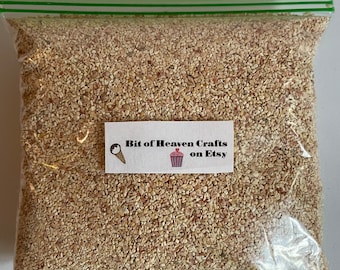 Bit of Heaven Crafts
on Etsy